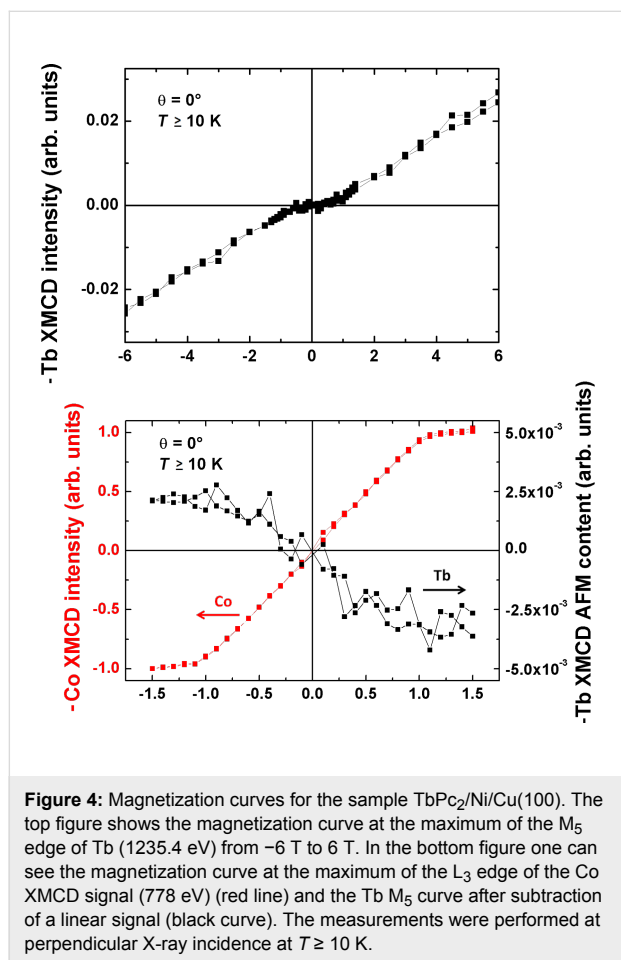 -Tb XMCD intensity (arb. units)
θ = 0°
T ≥ 10 K
0.02
0.00
-0.02
-6 -4 -2 0 2 4 6
-Co XMCD intensity (arb. units)
θ = 0°
T ≥ 10 K
1.0
0.5
0.0
-0.5
-1.0
Co
Tb
5.0x10⁻³
2.5x10⁻³
0.0
-2.5x10⁻³
-5.0x10⁻³
-Tb XMCD AFM content (arb. units)
-1.5 -1.0 -0.5 0.0 0.5 1.0 1.5
Figure 4: Magnetization curves for the sample TbPc₂/Ni/Cu(100). The
top figure shows the magnetization curve at the maximum of the M₅
edge of Tb (1235.4 eV) from −6 T to 6 T. In the bottom figure one can
see the magnetization curve at the maximum of the L₃ edge of the Co
XMCD signal (778 eV) (red line) and the Tb M₅ curve after subtraction
of a linear signal (black curve). The measurements were performed at
perpendicular X-ray incidence at T ≥ 10 K.